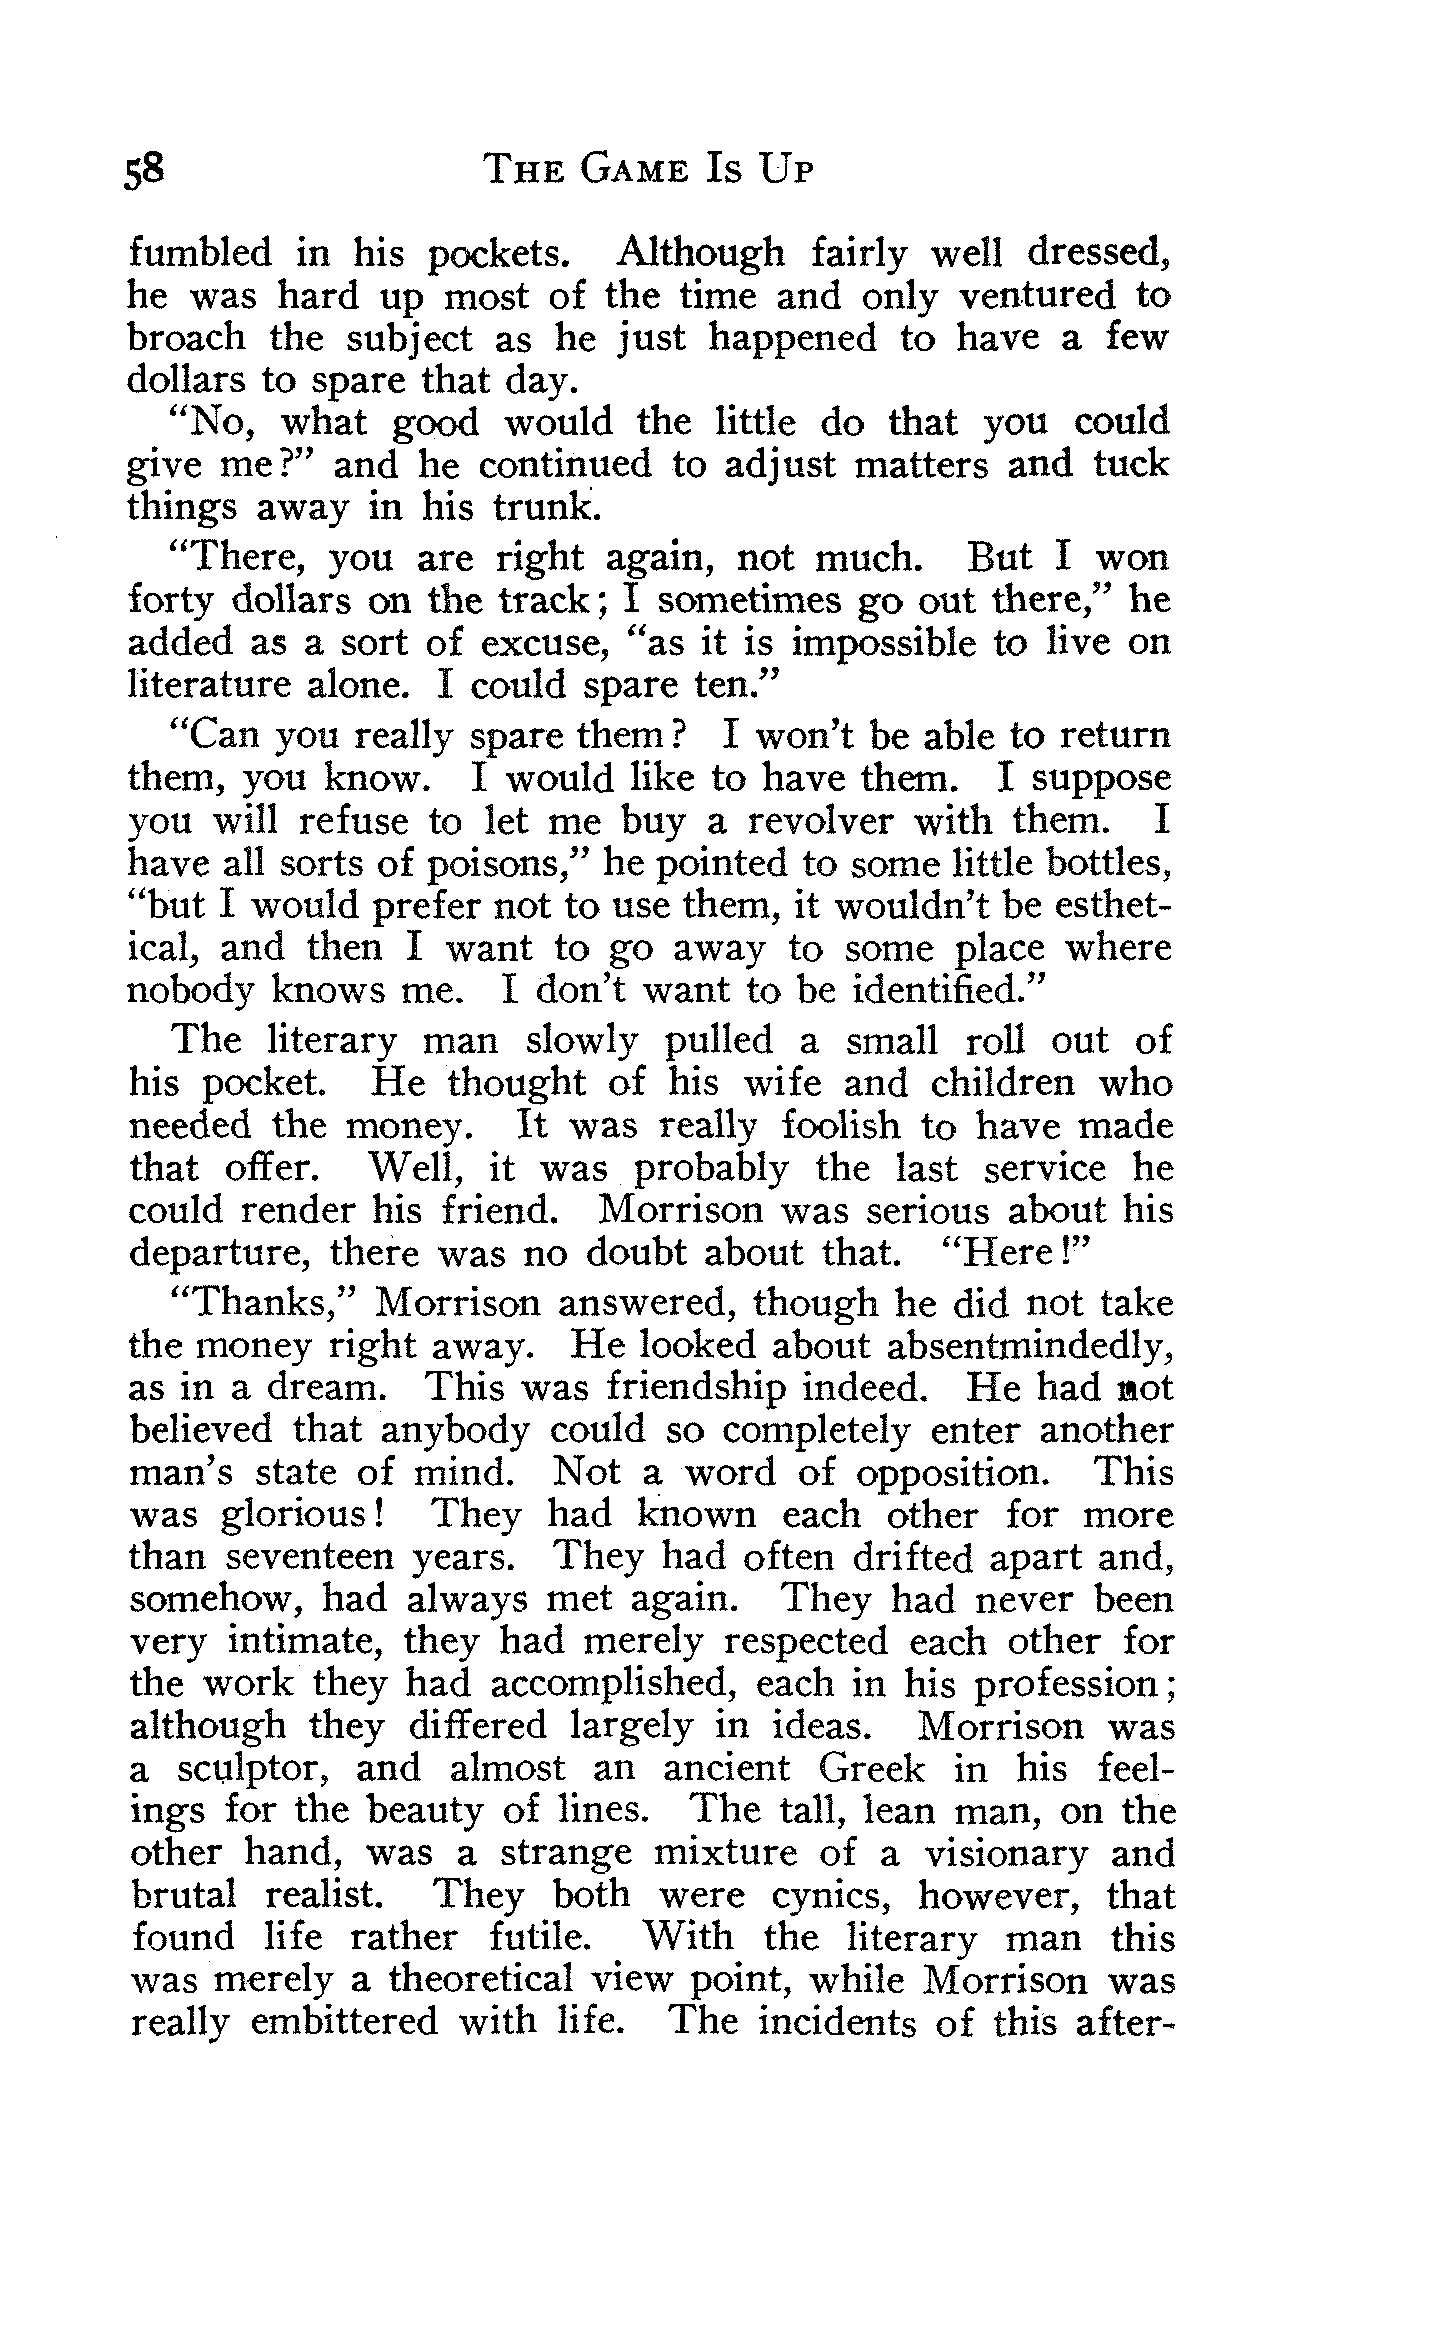 58 The Game Is Up
fumbled in his pockets. Although fairly well dressed,
he was hard up most of the time and only ventured to
broach the subject as he just happened to have a few
dollars to spare that day.
"No, what good would the little do that you could
give me?" and he continued to adjust matters and tuck
things away in his trunk.
"There, you are right again, not much. But I won
forty dollars on the track; I sometimes go out there," he
added as a sort of excuse, "as it is impossible to live on
literature alone. I could spare ten."
"Can you really spare them? I won't be able to return
them, you know. I would like to have them. I suppose
you will refuse to let me buy a revolver with them. I
have all sorts of poisons," he pointed to some little bottles,
"but I would prefer not to use them, it wouldn't be esthet-
ical, and then I want to go away to some place where
nobody knows me. I don't want to be identified."
The literary man slowly pulled a small roll out of
his pocket. He thought of his wife and children who
needed the money. It was really foolish to have made
that offer. Well, it was probably the last service he
could render his friend. Morrison was serious about his
departure, there was no doubt about that. "Here!"
"Thanks," Morrison answered, though he did not take
the money right away. He looked about absentmindedly,
as in a dream. This was friendship indeed. He had not
believed that anybody could so completely enter another
man's state of mind. Not a word of opposition. This
was glorious! They had known each other for more
than seventeen years. They had often drifted apart and,
somehow, had always met again. They had never been
very intimate, they had merely respected each other for
the work they had accomplished, each in his profession;
although they differed largely in ideas. Morrison was
a sculptor, and almost an ancient Greek in his feel-
ings for the beauty of lines. The tall, lean man, on the
other hand, was a strange mixture of a visionary and
brutal realist. They both were cynics, however, that
found life rather futile. With the literary man this
was merely a theoretical view point, while Morrison was
really embittered with life. The incidents of this after-